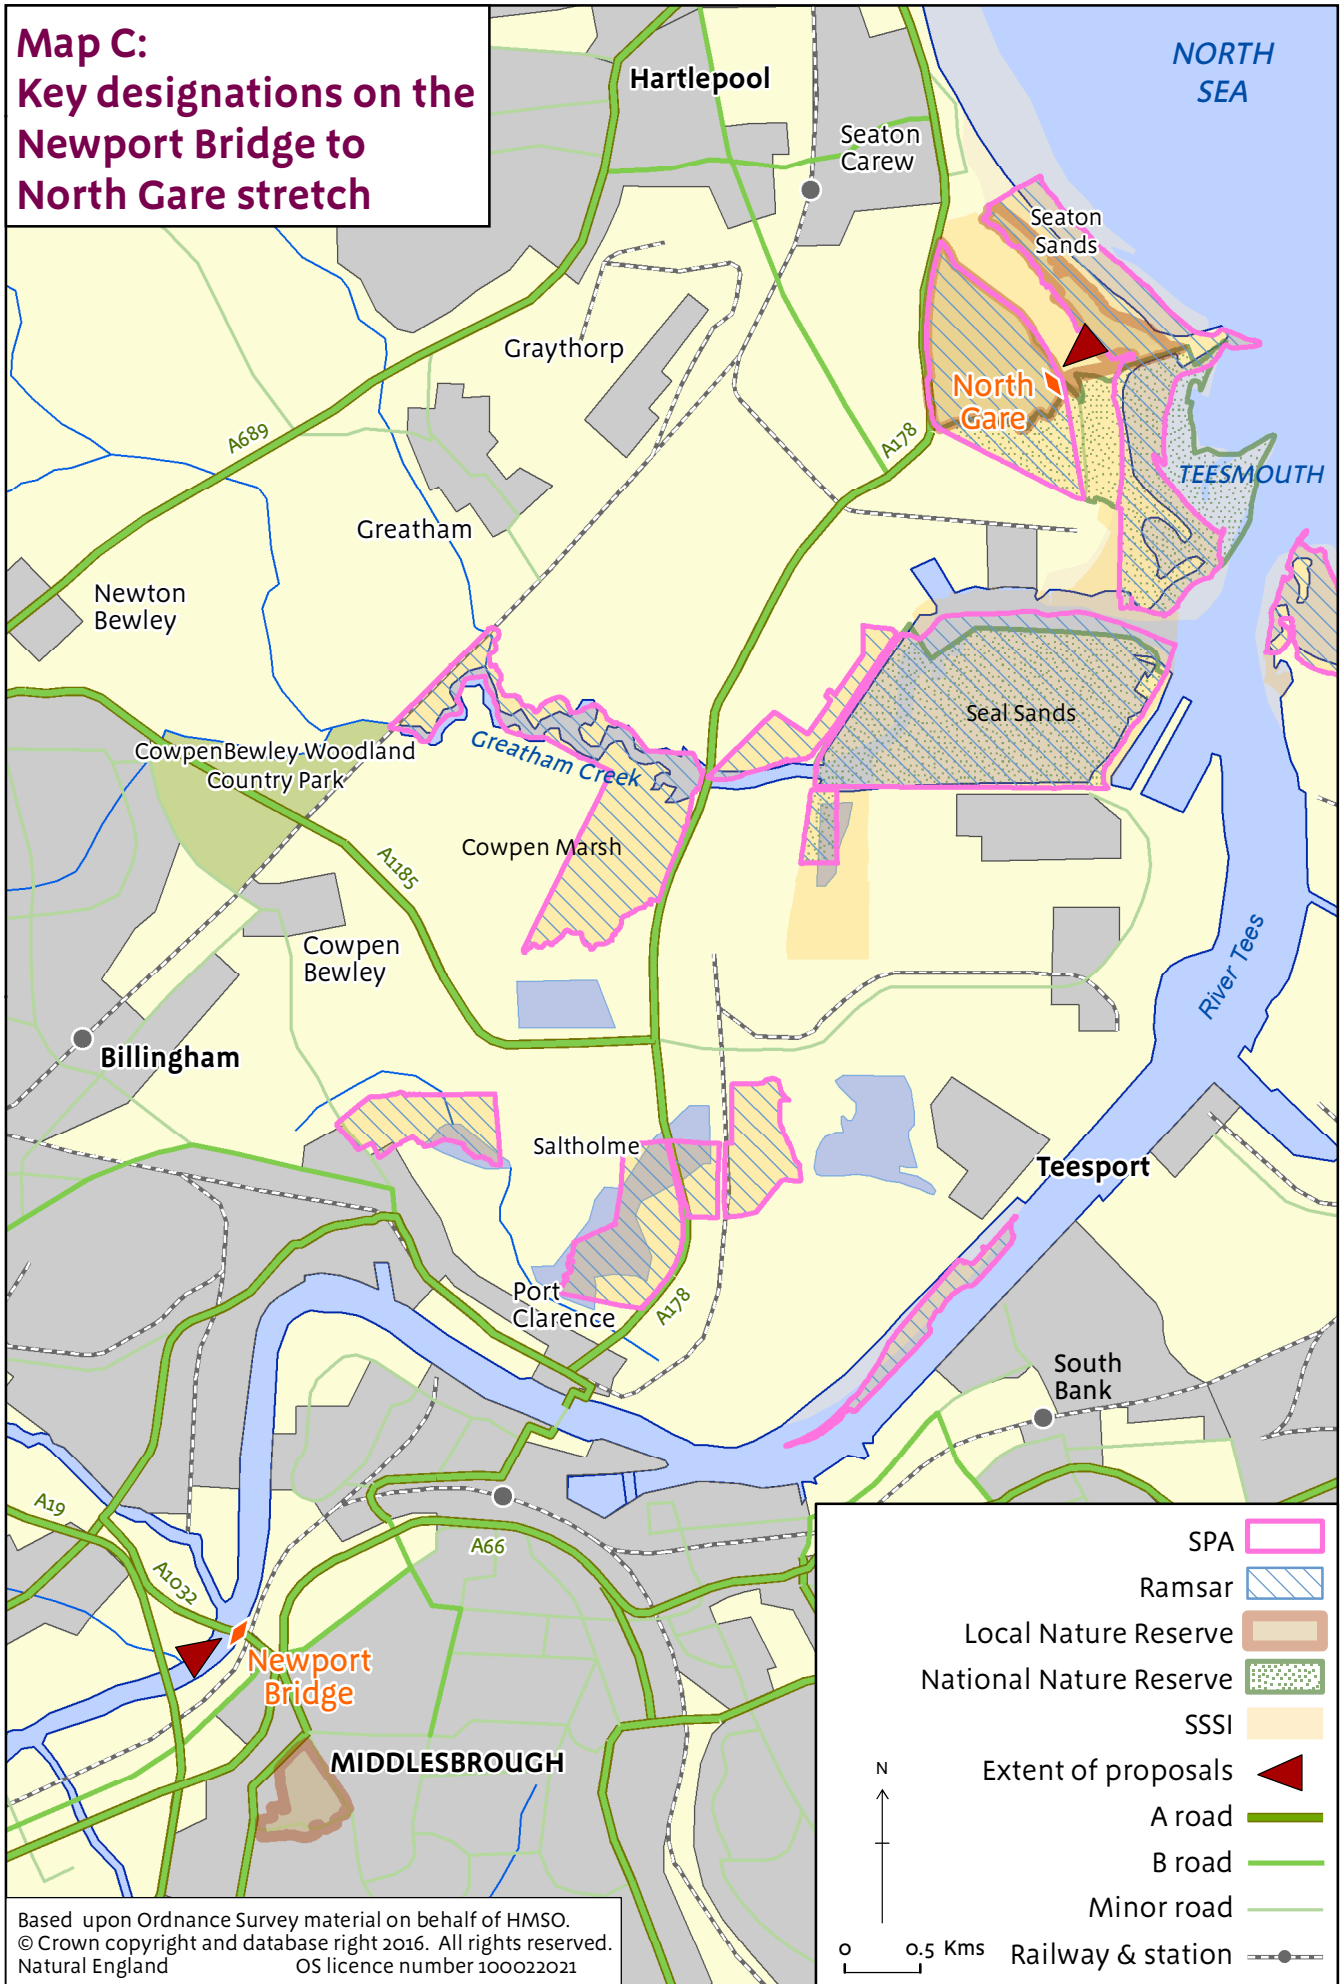 Map C:
Key designations on the
Newport Bridge to
North Gare stretch
NORTH
SEA
Hartlepool
Seaton
Carew
Seaton
Sands
Graythorp
North
Gare
A689
A178
TEESMOUTH
Greatham
Newton
Bewley
Seal Sands
CowpenBewley Woodland
Country Park
Greatham Creek
Cowpen Marsh
A1185
Cowpen
Bewley
River Tees
Billingham
Saltholme
Teesport
Port
Clarence
A178
South
Bank
A19
A66
A1032
Newport
Bridge
MIDDLESBROUGH
SPA
Ramsar
Local Nature Reserve
National Nature Reserve
SSSI
Extent of proposals
A road
B road
Minor road
Railway & station
N
0 0.5 Kms
Based upon Ordnance Survey material on behalf of HMSO.
© Crown copyright and database right 2016. All rights reserved.
Natural England OS licence number 100022021